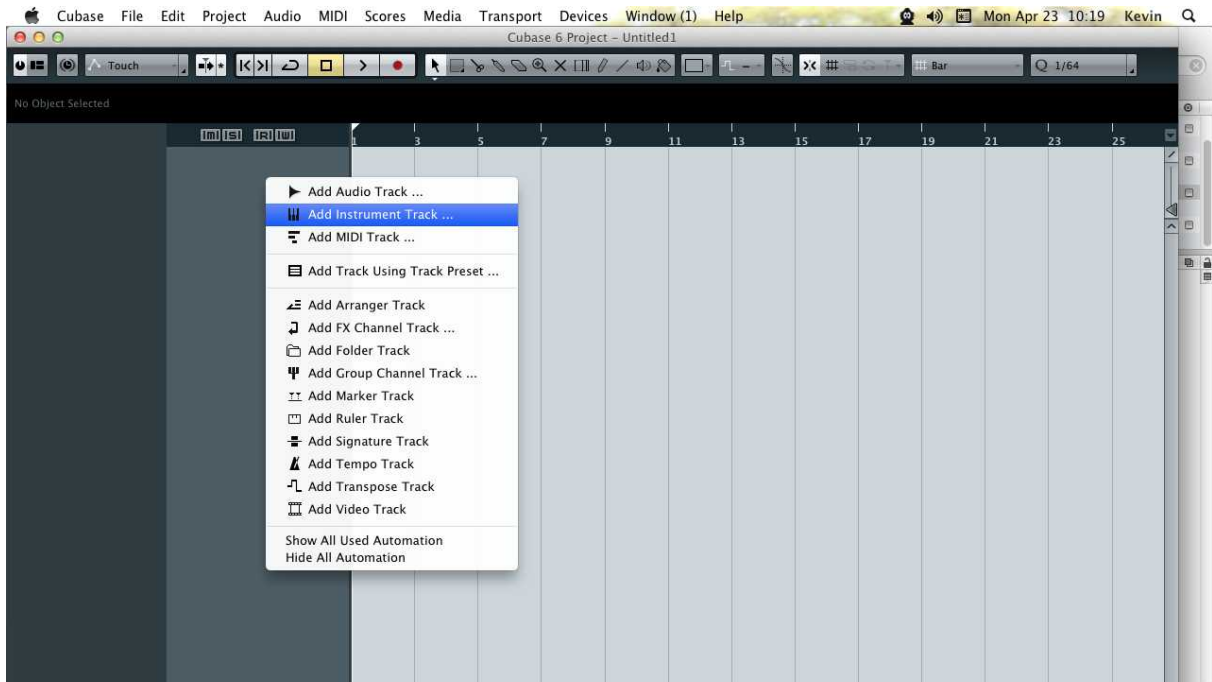 Cubase File Edit Project Audio MIDI Scores Media Transport Devices Window (1) Help Mon Apr 23 10:19 Kevin
Cubase 6 Project - Untitled1
Touch Bar Q 1/64
No Object Selected
m S R W 1 3 5 7 9 11 13 15 17 19 21 23 25
Add Audio Track ...
Add Instrument Track ...
Add MIDI Track ...
Add Track Using Track Preset ...
Add Arranger Track
Add FX Channel Track ...
Add Folder Track
Add Group Channel Track ...
Add Marker Track
Add Ruler Track
Add Signature Track
Add Tempo Track
Add Transpose Track
Add Video Track
Show All Used Automation
Hide All Automation